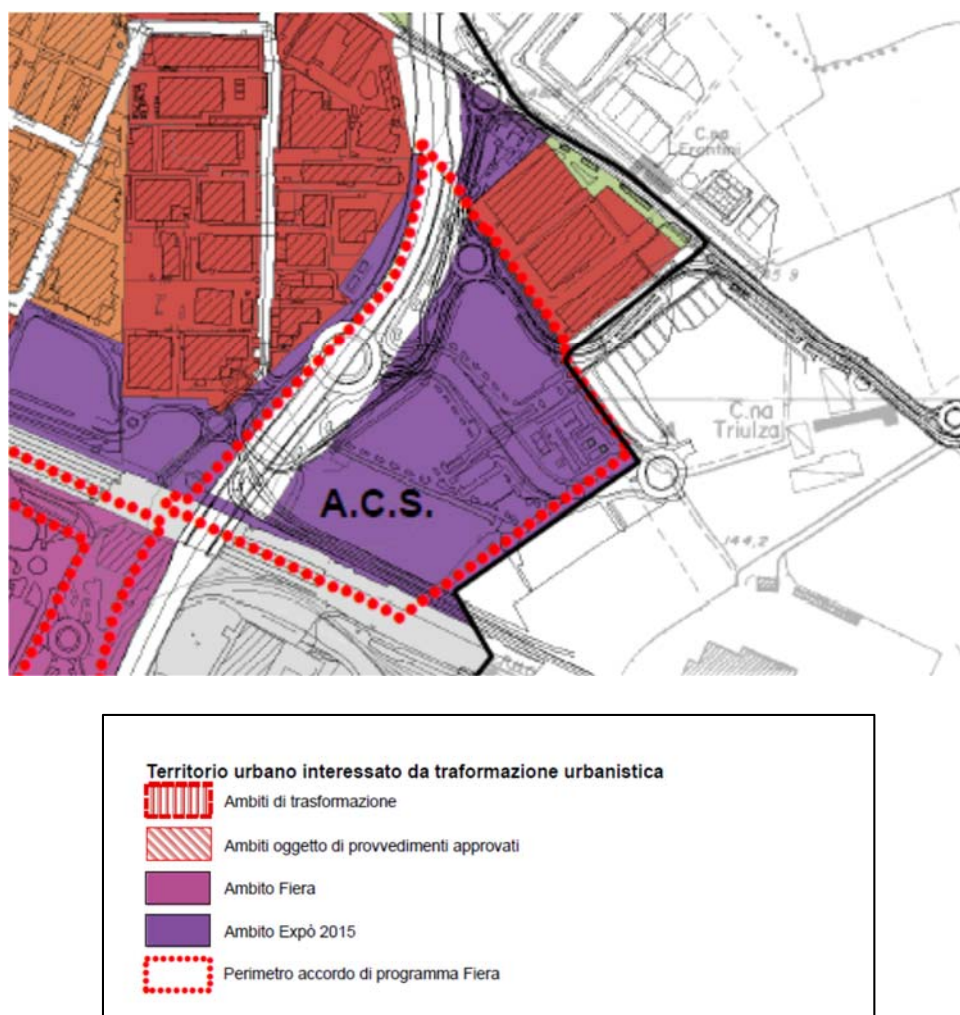 C.na
Erantini
C.na
Triulza
A.C.S.
144,2
Territorio urbano interessato da traformazione urbanistica
Ambiti di trasformazione
Ambiti oggetto di provvedimenti approvati
Ambito Fiera
Ambito Expò 2015
Perimetro accordo di programma Fiera